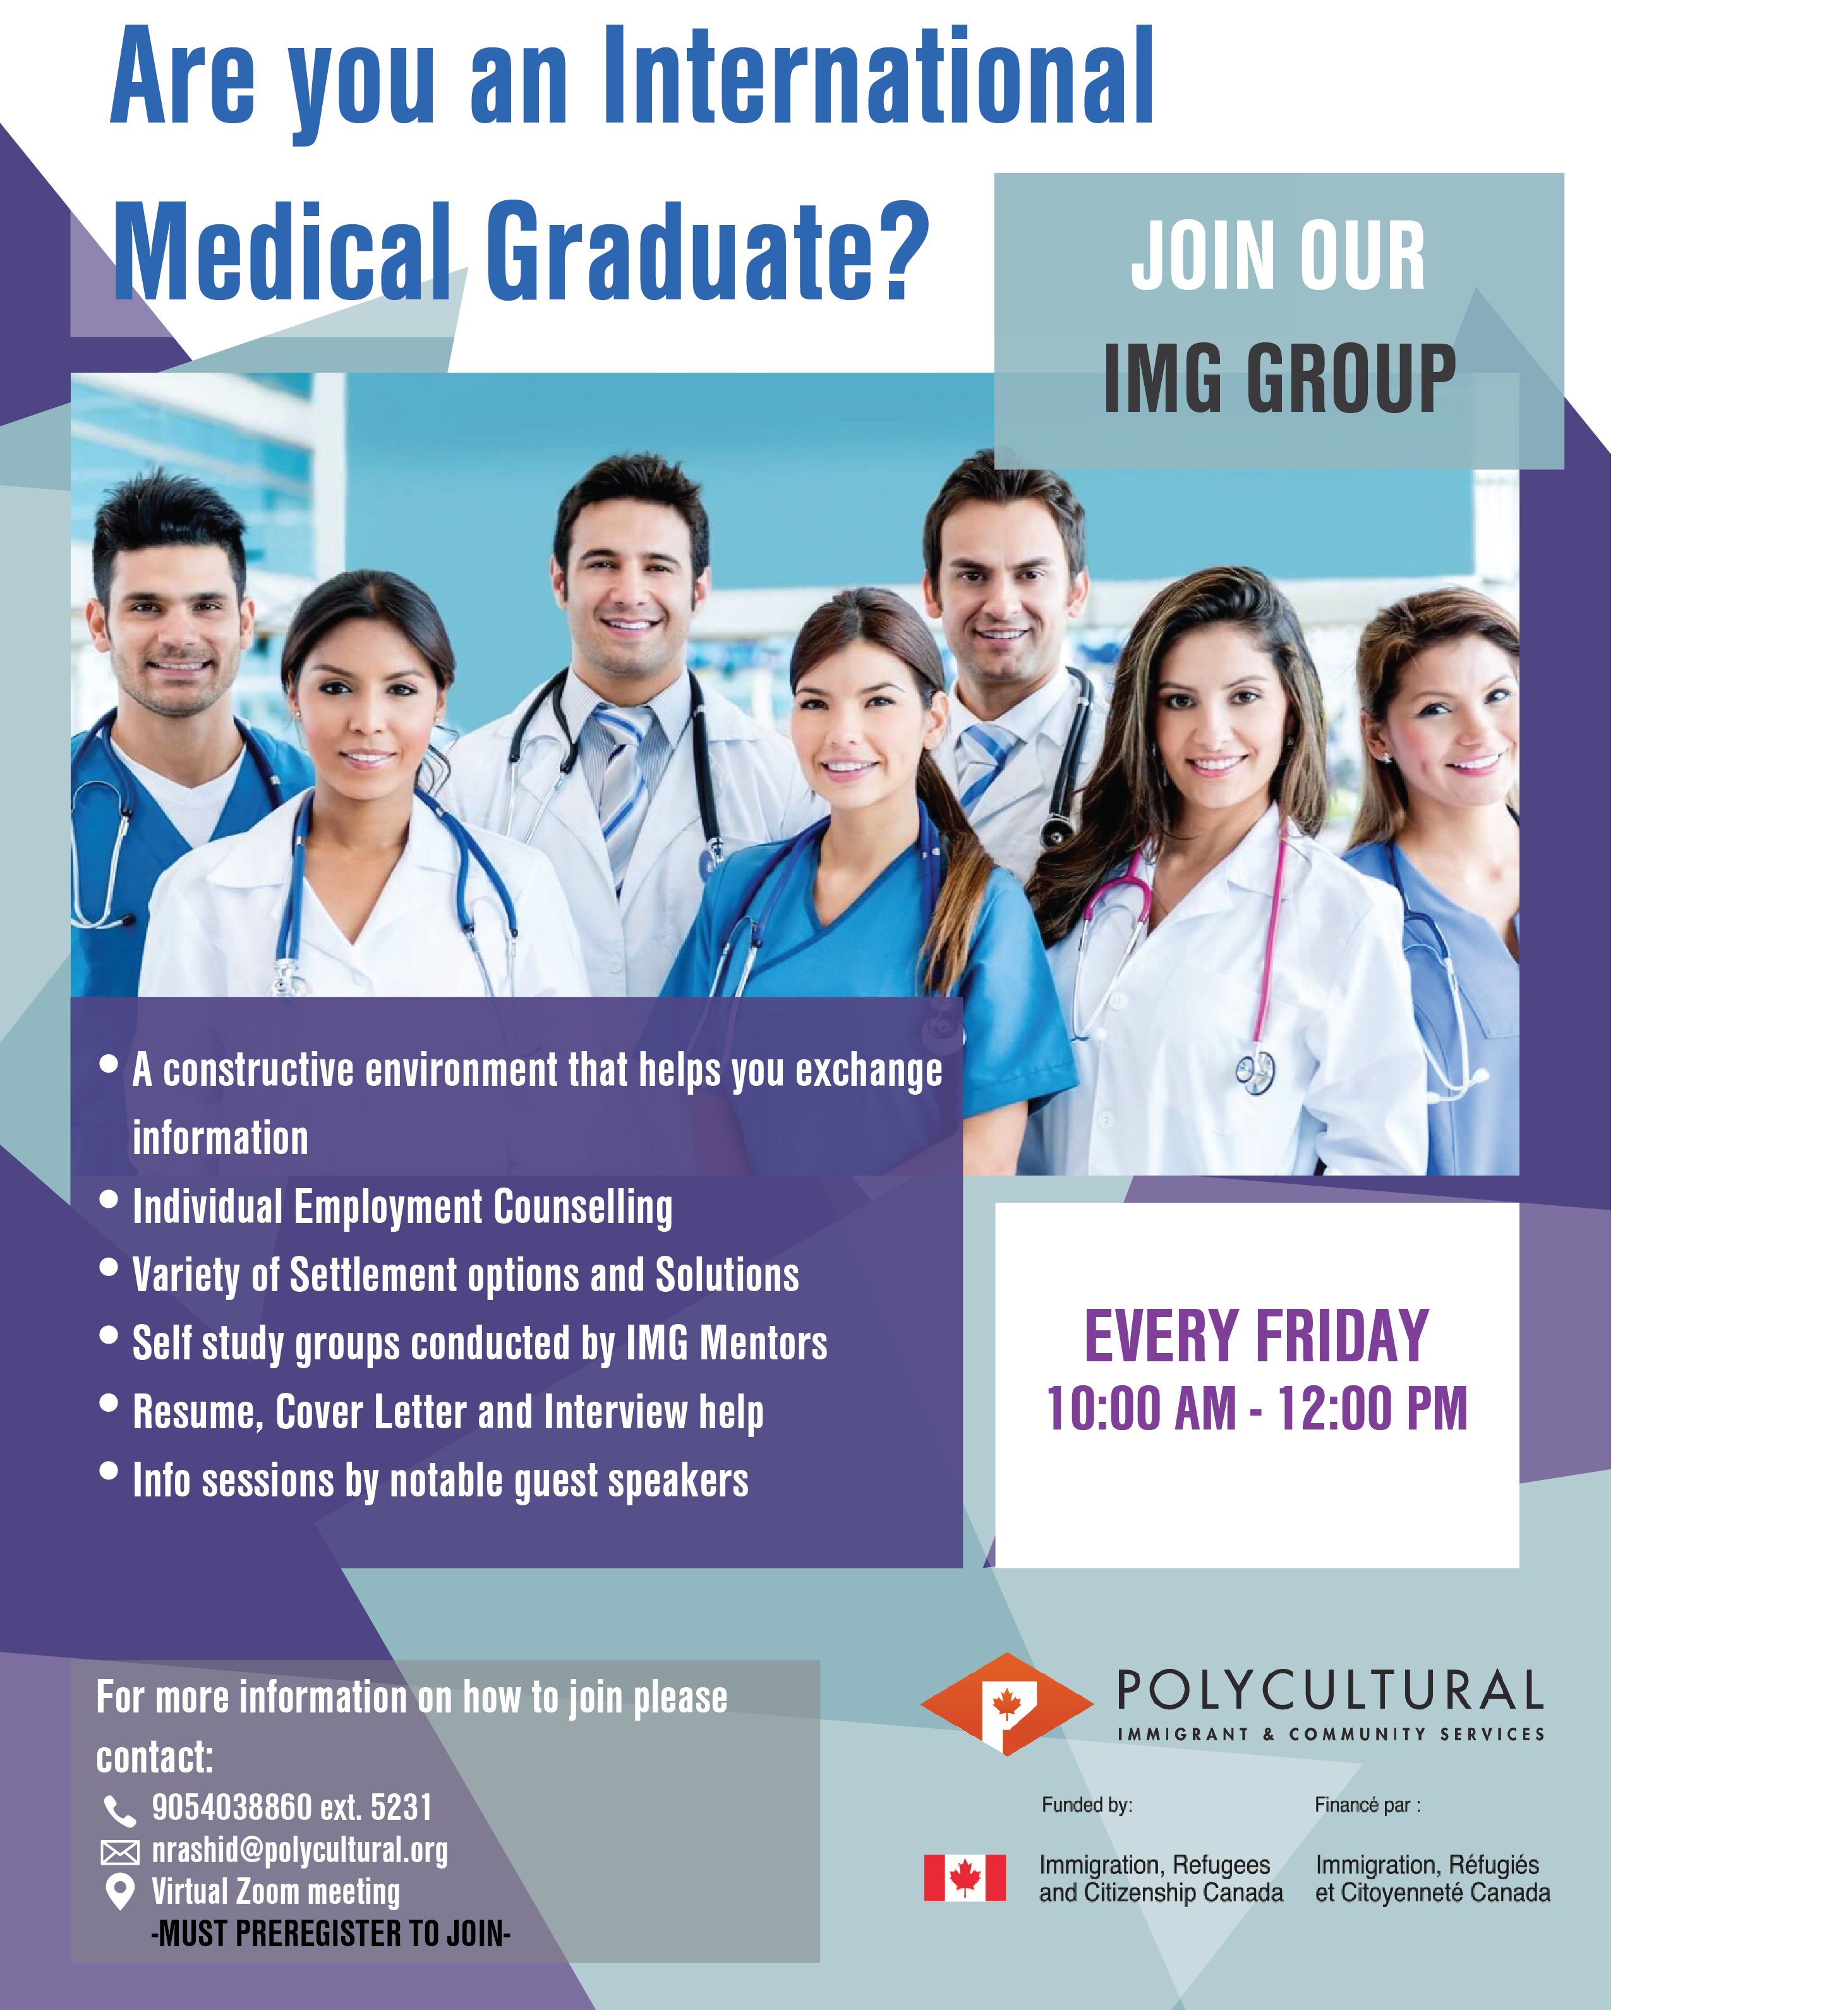 Are you an International
Medical Graduate?
JOIN OUR
IMG GROUP
• A constructive environment that helps you exchange
information
• Individual Employment Counselling
• Variety of Settlement options and Solutions
• Self study groups conducted by IMG Mentors
• Resume, Cover Letter and Interview help
• Info sessions by notable guest speakers
EVERY FRIDAY
10:00 AM - 12:00 PM
For more information on how to join please
contact:
9054038860 ext. 5231
nrashid@polycultural.org
Virtual Zoom meeting
-MUST PREREGISTER TO JOIN-
POLYCULTURAL
IMMIGRANT & COMMUNITY SERVICES
Funded by:
Financé par :
Immigration, Refugees
and Citizenship Canada
Immigration, Réfugiés
et Citoyenneté Canada